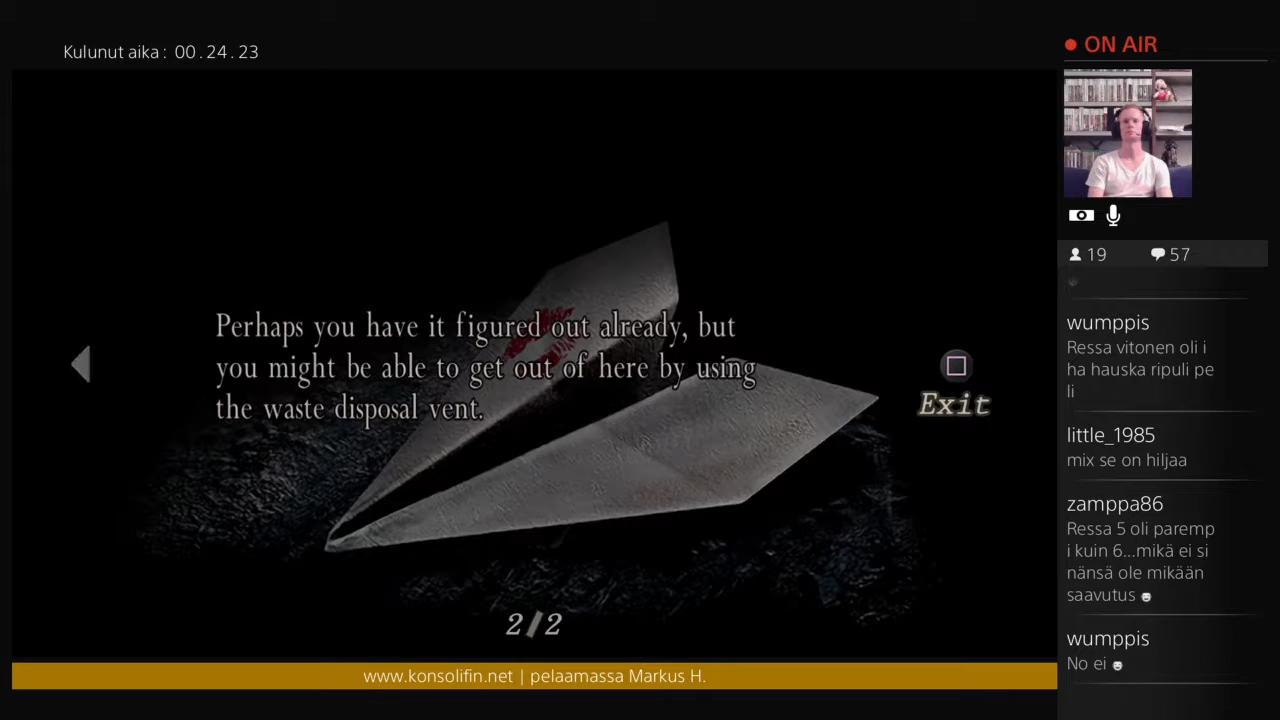 Kulunut aika : 00.24.23
ON AIR
19 57
Perhaps you have it figured out already, but
you might be able to get out of here by using
the waste disposal vent.
Exit
2/2
www.konsolifin.net | pelaamassa Markus H.
wumppis
Ressa vitonen oli i
ha hauska ripuli pe
li
little_1985
mix se on hiljaa
zamppa86
Ressa 5 oli paremp
i kuin 6...mikä ei si
nänsä ole mikään
saavutus
wumppis
No ei